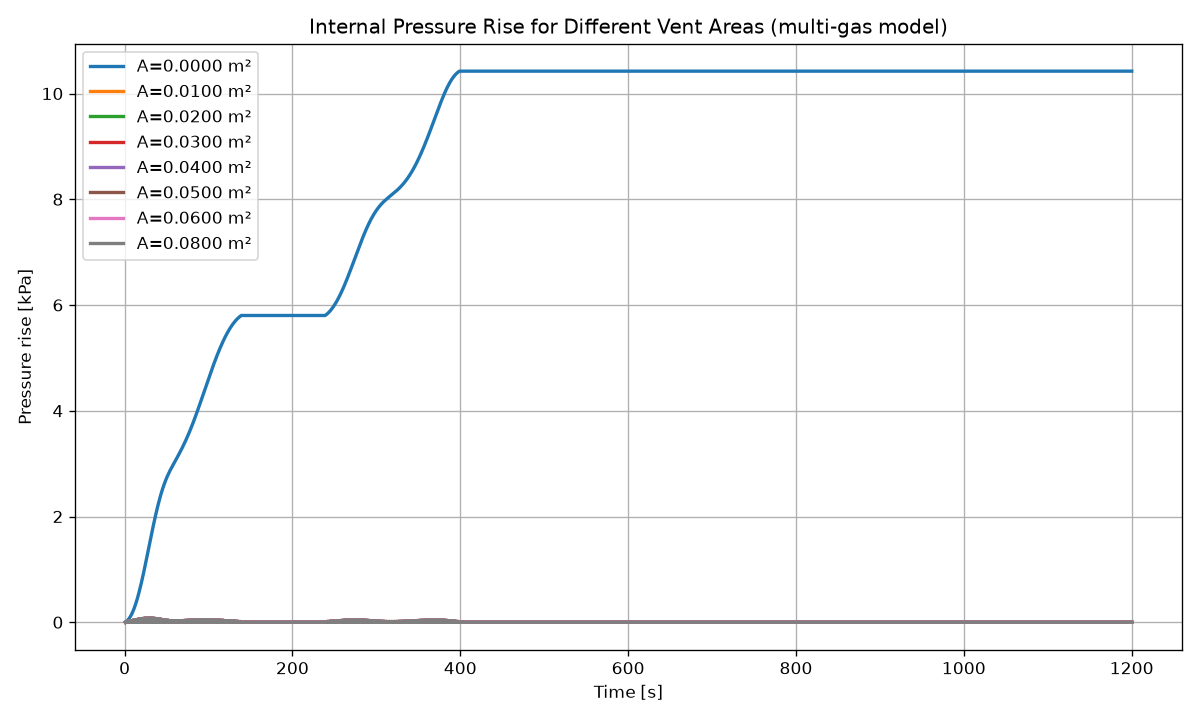 Internal Pressure Rise for Different Vent Areas (multi-gas model)
A=0.0000 m²
A=0.0100 m²
A=0.0200 m²
A=0.0300 m²
A=0.0400 m²
A=0.0500 m²
A=0.0600 m²
A=0.0800 m²
Pressure rise [kPa]
10
8
6
4
2
0
0 200 400 600 800 1000 1200
Time [s]